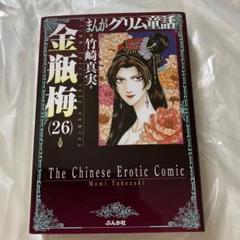 まんがグリム童話
金瓶梅
(26)
竹崎真実
The Chinese Erotic Comic
Mami Takezaki
ぶんか社